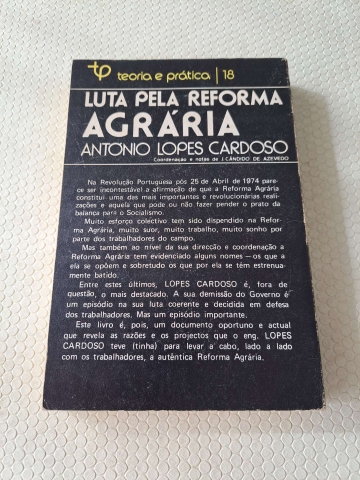 tp teoria e prática | 18
LUTA PELA REFORMA
AGRÁRIA
ANTÓNIO LOPES CARDOSO
Coordenação e notas de J. CÂNDIDO DE AZEVEDO
Na Revolução Portuguesa pós 25 de Abril de 1974 pare-
ce ser incontestável a afirmação de que a Reforma Agrária
constitui uma das mais importantes e revolucionárias reali-
zações e aquela que pode ou não fazer pender o prato da
balança para o Socialismo.
Muito esforço colectivo tem sido dispendido na Refor-
ma Agrária, muito suor, muito trabalho, muito sonho por
parte dos trabalhadores do campo.
Mas também ao nível da sua direcção e coordenação a
Reforma Agrária tem evidenciado alguns nomes — os que a
ela se opõem e sobretudo os que por ela se têm estrenua-
mente batido.
Entre estes últimos, LOPES CARDOSO é, fora de
questão, o mais destacado. A sua demissão do Governo é
um episódio na sua luta coerente e decidida em defesa
dos trabalhadores. Mas um episódio importante.
Este livro é, pois, um documento oportuno e actual
que revela as razões e os projectos que o eng. LOPES
CARDOSO teve (tinha) para levar a cabo, lado a lado
com os trabalhadores, a autêntica Reforma Agrária.